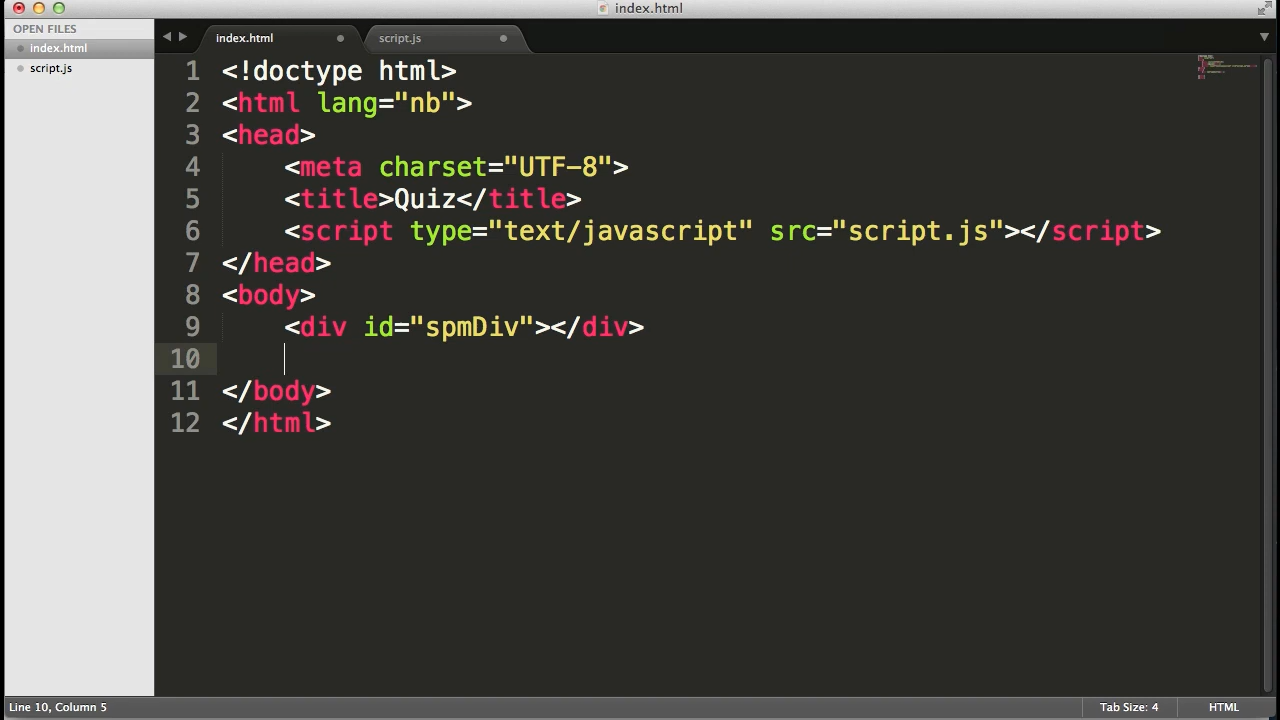 index.html
OPEN FILES
index.html
script.js
index.html
script.js
1 <!doctype html>
2 <html lang="nb">
3 <head>
4     <meta charset="UTF-8">
5     <title>Quiz</title>
6     <script type="text/javascript" src="script.js"></script>
7 </head>
8 <body>
9     <div id="spmDiv"></div>
10
11 </body>
12 </html>
Line 10, Column 5
Tab Size: 4
HTML